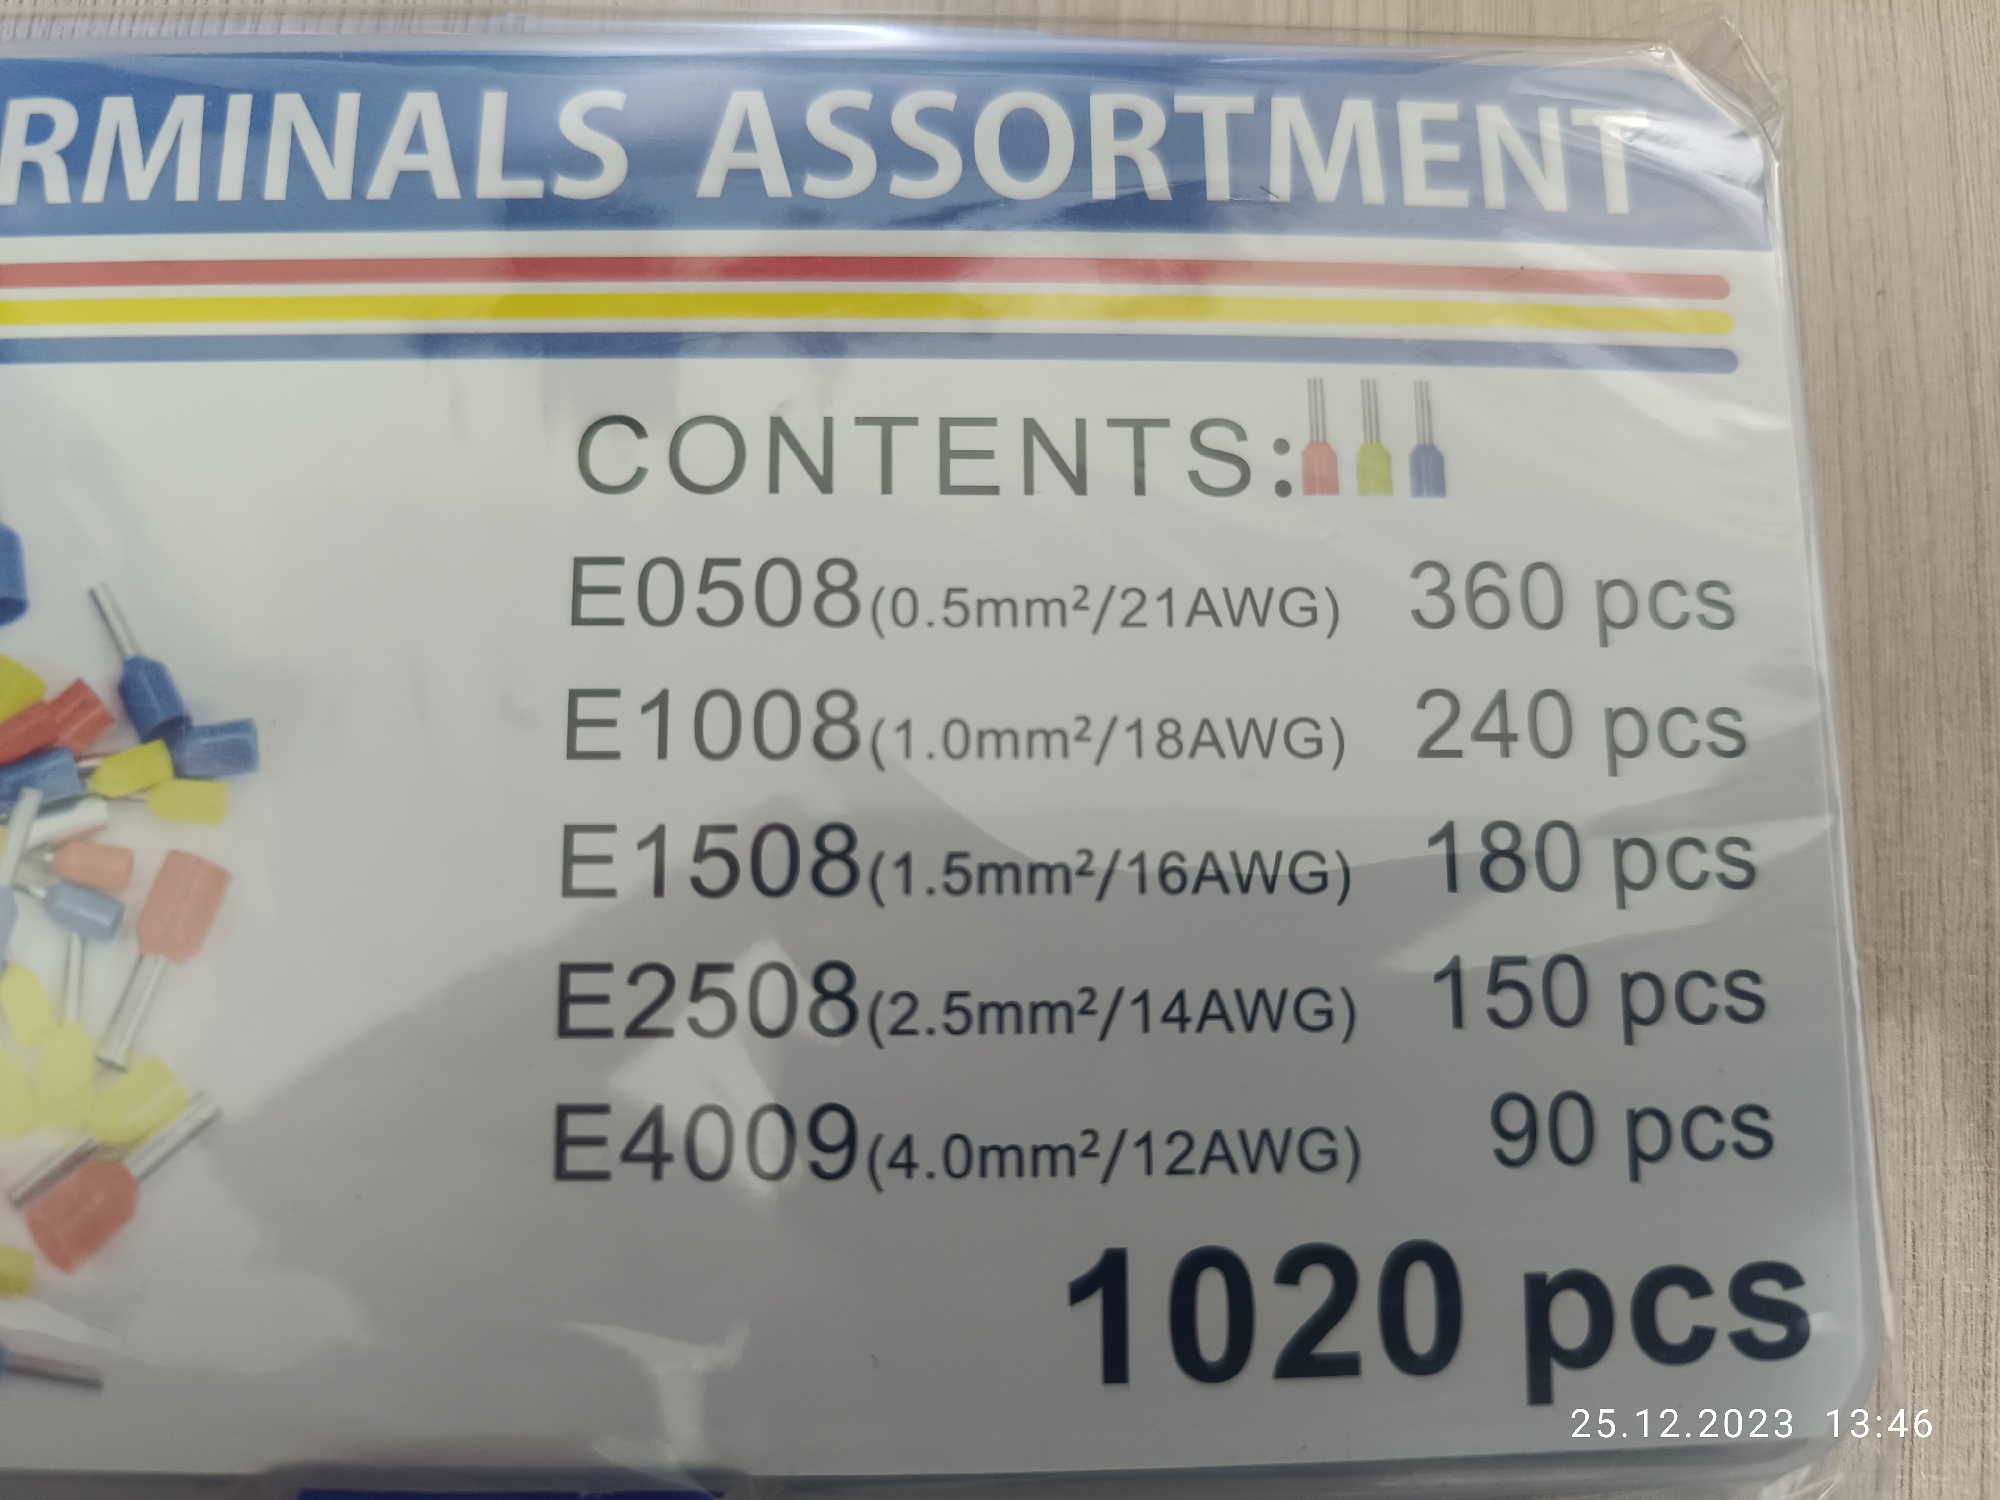 RMINALS ASSORTMENT
CONTENTS:
E0508(0.5mm²/21AWG) 360 pcs
E1008(1.0mm²/18AWG) 240 pcs
E1508(1.5mm²/16AWG) 180 pcs
E2508(2.5mm²/14AWG) 150 pcs
E4009(4.0mm²/12AWG) 90 pcs
1020 pcs
25.12.2023 13:46